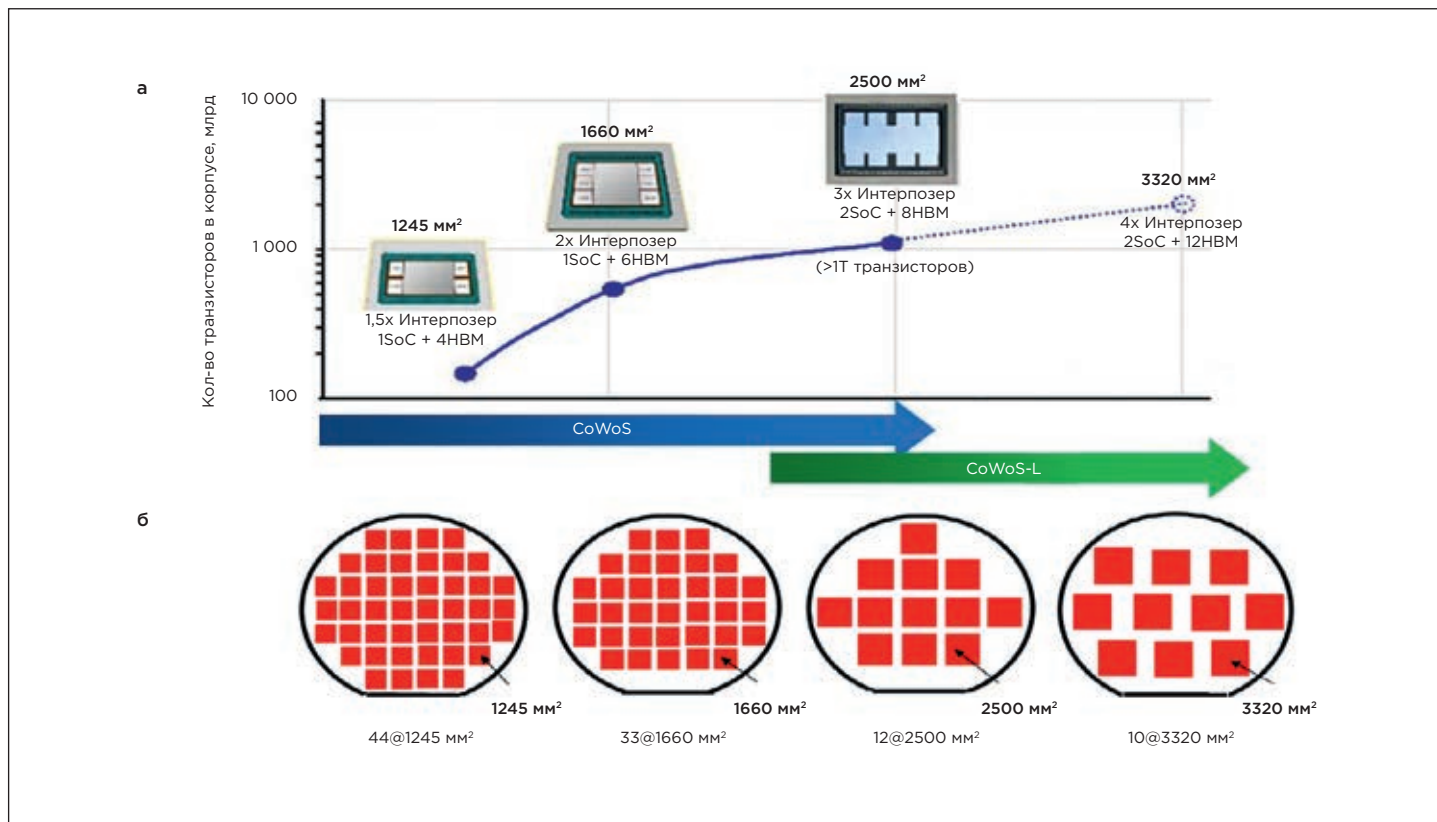 а
Кол-во транзисторов в корпусе, млрд
10 000
1 000
100
1245 мм²
1,5x Интерпозер
1SoC + 4HBM
1660 мм²
2x Интерпозер
1SoC + 6HBM
2500 мм²
3x Интерпозер
2SoC + 8HBM
(>1T транзисторов)
3320 мм²
4x Интерпозер
2SoC + 12HBM
CoWoS
CoWoS-L
б
1245 мм²
44@1245 мм²
1660 мм²
33@1660 мм²
2500 мм²
12@2500 мм²
3320 мм²
10@3320 мм²